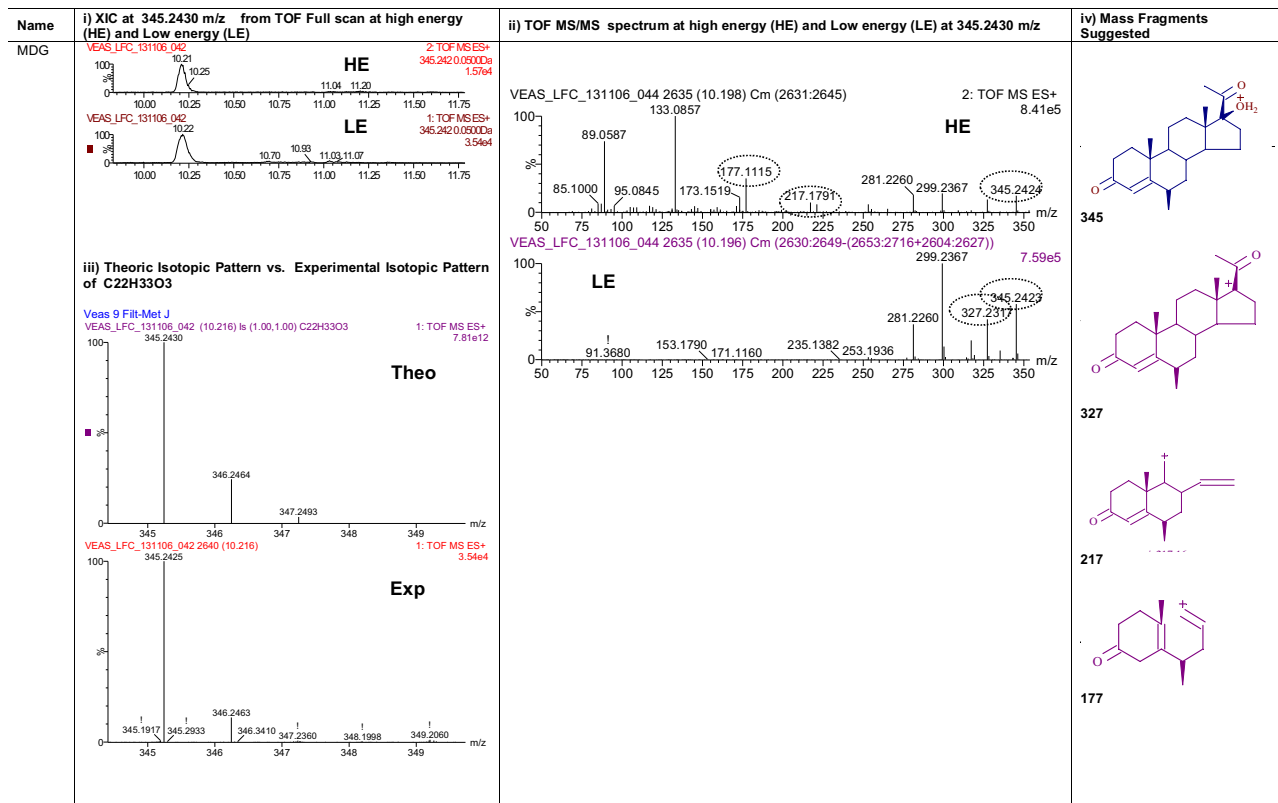 Name
i) XIC at 345.2430 m/z from TOF Full scan at high energy
(HE) and Low energy (LE)
ii) TOF MS/MS spectrum at high energy (HE) and Low energy (LE) at 345.2430 m/z
iv) Mass Fragments
Suggested
MDG
VEAS_LFC_131106_042
2: TOF MS ES+
345.242 0.0500Da
1.57e4
HE
10.21
10.25
11.04
11.20
100
%
0
10.00 10.25 10.50 10.75 11.00 11.25 11.50 11.75
VEAS_LFC_131106_042
1: TOF MS ES+
345.242 0.0500Da
3.54e4
LE
10.22
10.70
10.93
11.03
11.07
100
%
0
10.00 10.25 10.50 10.75 11.00 11.25 11.50 11.75
iii) Theoric Isotopic Pattern vs. Experimental Isotopic Pattern
of C22H33O3
Veas 9 Filt-Met J
VEAS_LFC_131106_042 (10.216) Is (1.00,1.00) C22H33O3
1: TOF MS ES+
7.81e12
345.2430
Theo
346.2464
347.2493
100
%
0
m/z
345 346 347 348 349
VEAS_LFC_131106_042 2640 (10.216)
1: TOF MS ES+
3.54e4
345.2425
Exp
346.2463
!
345.1917
!
345.2933
346.3410
!
347.2360
!
348.1998
!
349.2060
100
%
0
m/z
345 346 347 348 349
VEAS_LFC_131106_044 2635 (10.198) Cm (2631:2645)
2: TOF MS ES+
8.41e5
HE
133.0857
89.0587
85.1000
95.0845
173.1519
177.1115
217.1791
281.2260
299.2367
345.2424
100
%
0
m/z
50 75 100 125 150 175 200 225 250 275 300 325 350
VEAS_LFC_131106_044 2635 (10.196) Cm (2630:2649-(2653:2716+2604:2627))
7.59e5
LE
299.2367
345.2423
327.2317
281.2260
!
91.3680
153.1790
171.1160
235.1382
253.1936
100
%
0
m/z
50 75 100 125 150 175 200 225 250 275 300 325 350
O
+
OH2
O
345
O
+
O
327
+
O
217
+
O
177